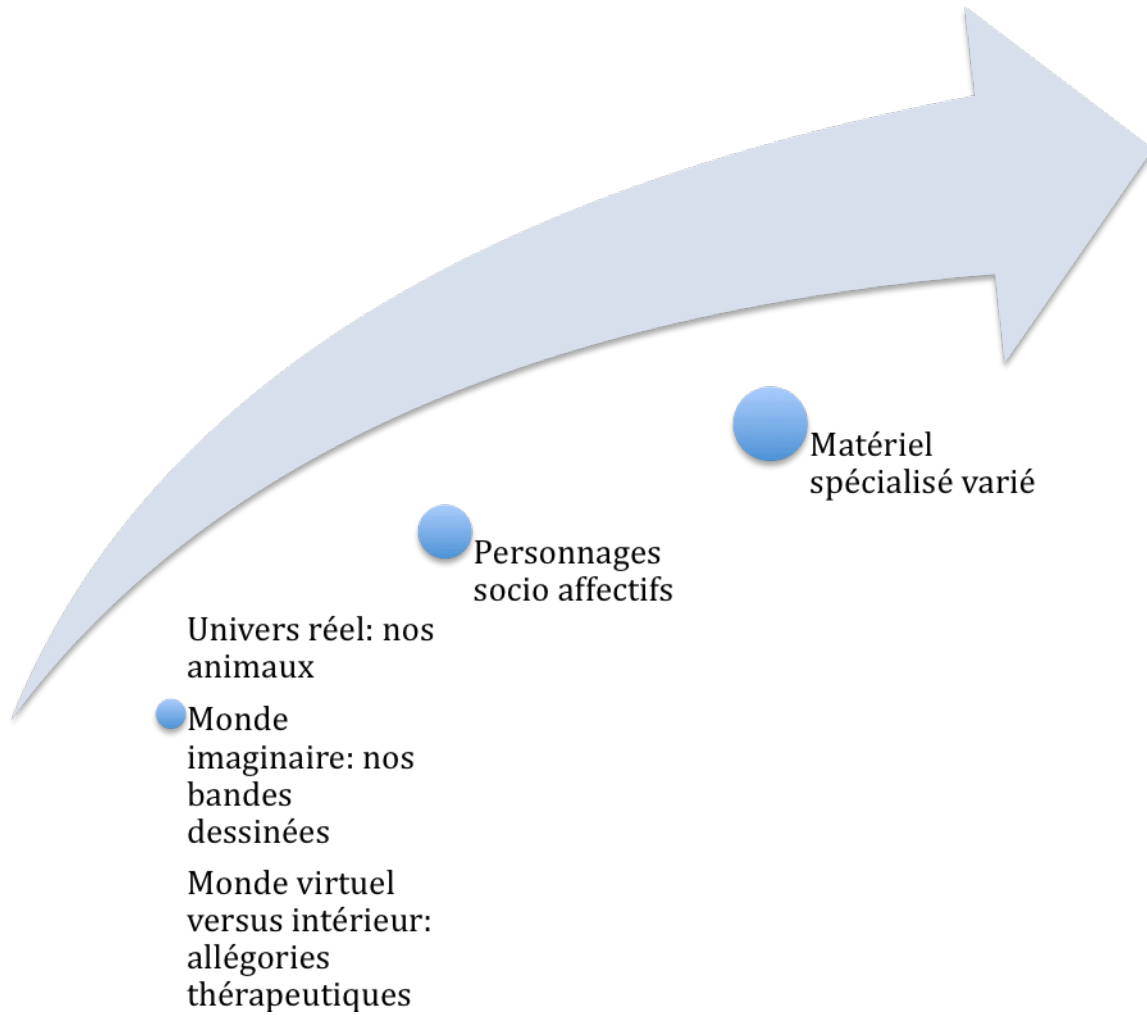 Matériel
spécialisé varié
Personnages
socio affectifs
Univers réel: nos
animaux
Monde
imaginaire: nos
bandes
dessinées
Monde virtuel
versus intérieur:
allégories
thérapeutiques